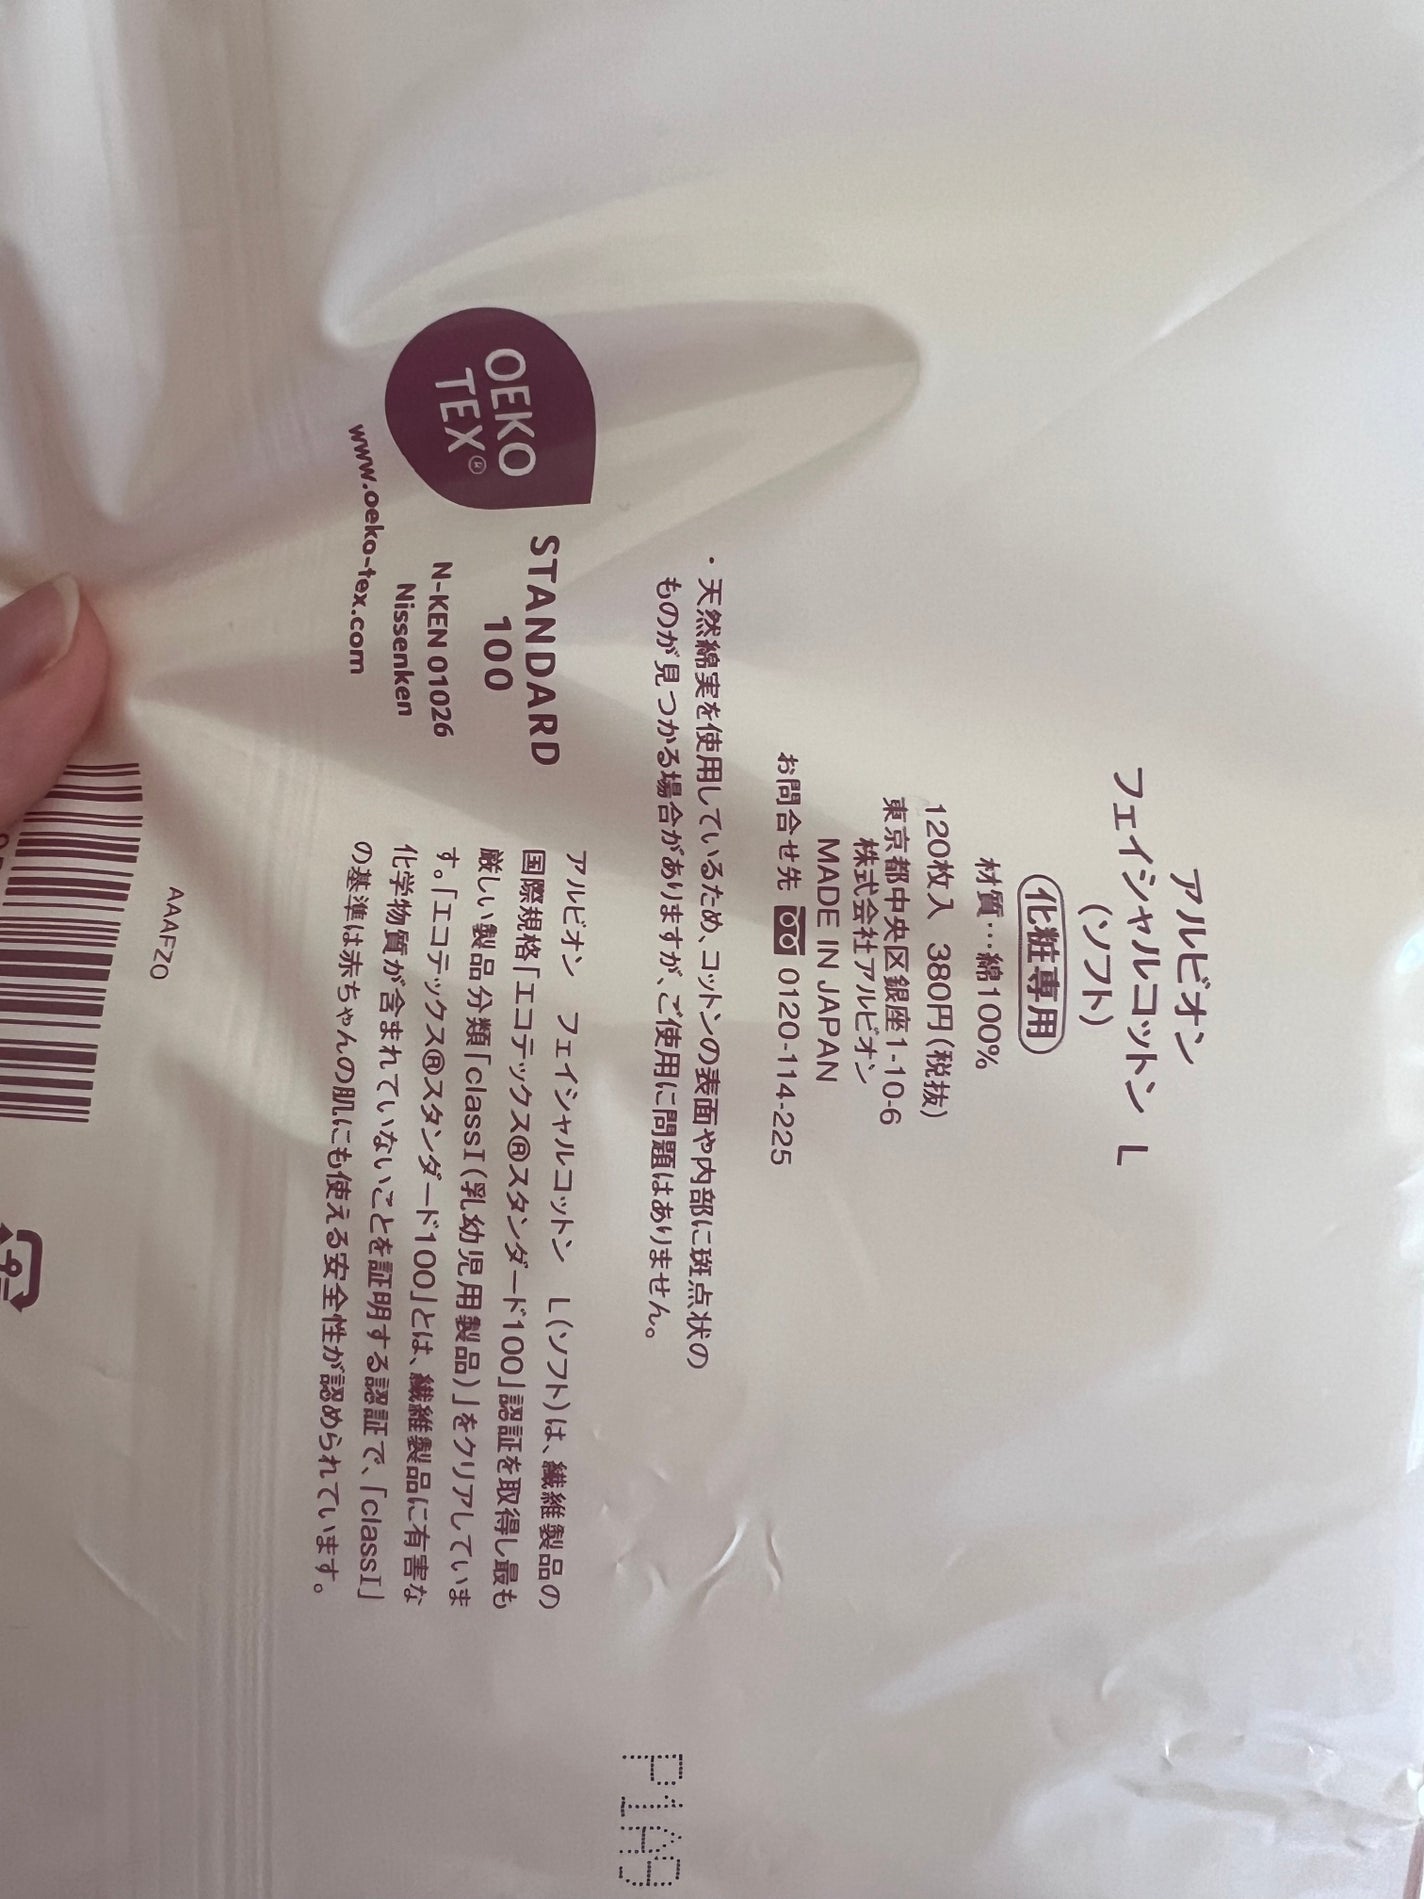 アルビオン
フェイシャルコットン L
(ソフト)
化粧専用
材質…綿100%
120枚入 380円(税抜)
東京都中央区銀座1-10-6
株式会社アルビオン
MADE IN JAPAN
お問合せ先 0120-114-225
・天然綿実を使用しているため、コットンの表面や内部に斑点状の
ものが見つかる場合がありますが、ご使用に問題はありません。
OEKO
TEX®
STANDARD
100
N-KEN 01026
Nissenken
www.oeko-tex.com
アルビオン フェイシャルコットン L(ソフト)は、繊維製品の
国際規格「エコテックス®スタンダード100」認証を取得し最も
厳しい製品分類「classⅠ(乳幼児用製品)」をクリアしていま
す。「エコテックス®スタンダード100」とは、繊維製品に有害な
化学物質が含まれていないことを証明する認証で、「classⅠ」
の基準は赤ちゃんの肌にも使える安全性が認められています。
AAAFZ0
P1A9